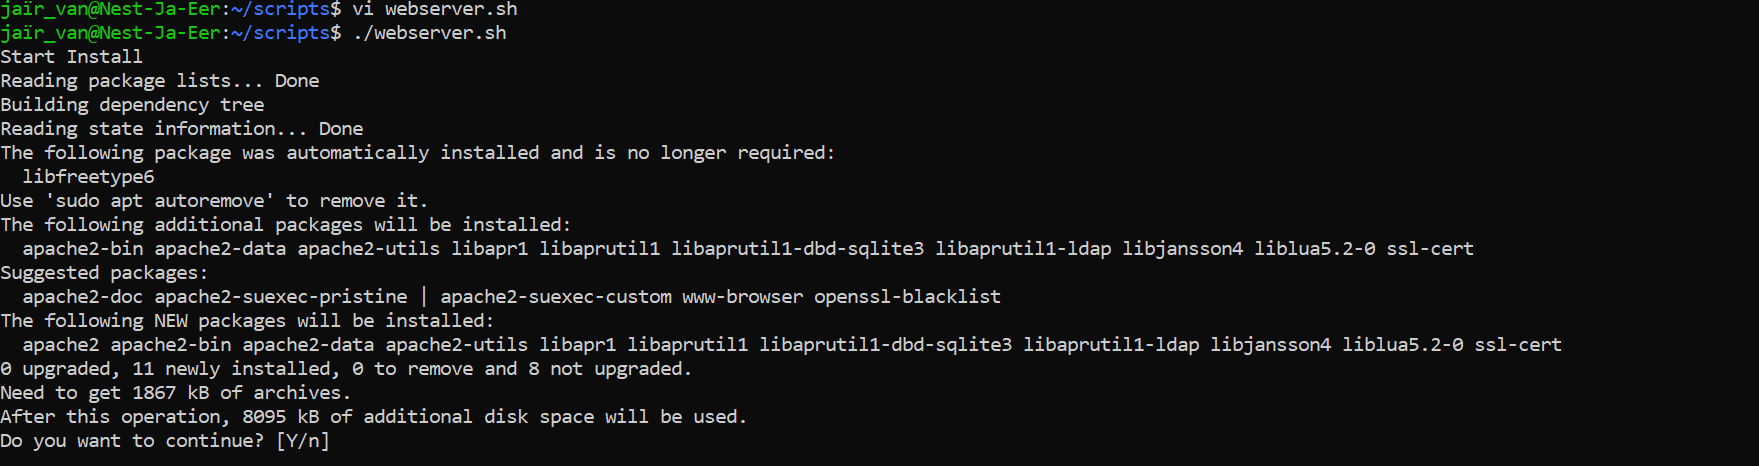 jaïr_van@Nest-Ja-Eer:~/scripts$ vi webserver.sh
jaïr_van@Nest-Ja-Eer:~/scripts$ ./webserver.sh
Start Install
Reading package lists... Done
Building dependency tree
Reading state information... Done
The following package was automatically installed and is no longer required:
  libfreetype6
Use 'sudo apt autoremove' to remove it.
The following additional packages will be installed:
  apache2-bin apache2-data apache2-utils libapr1 libaprutil1 libaprutil1-dbd-sqlite3 libaprutil1-ldap libjansson4 liblua5.2-0 ssl-cert
Suggested packages:
  apache2-doc apache2-suexec-pristine | apache2-suexec-custom www-browser openssl-blacklist
The following NEW packages will be installed:
  apache2 apache2-bin apache2-data apache2-utils libapr1 libaprutil1 libaprutil1-dbd-sqlite3 libaprutil1-ldap libjansson4 liblua5.2-0 ssl-cert
0 upgraded, 11 newly installed, 0 to remove and 8 not upgraded.
Need to get 1867 kB of archives.
After this operation, 8095 kB of additional disk space will be used.
Do you want to continue? [Y/n]